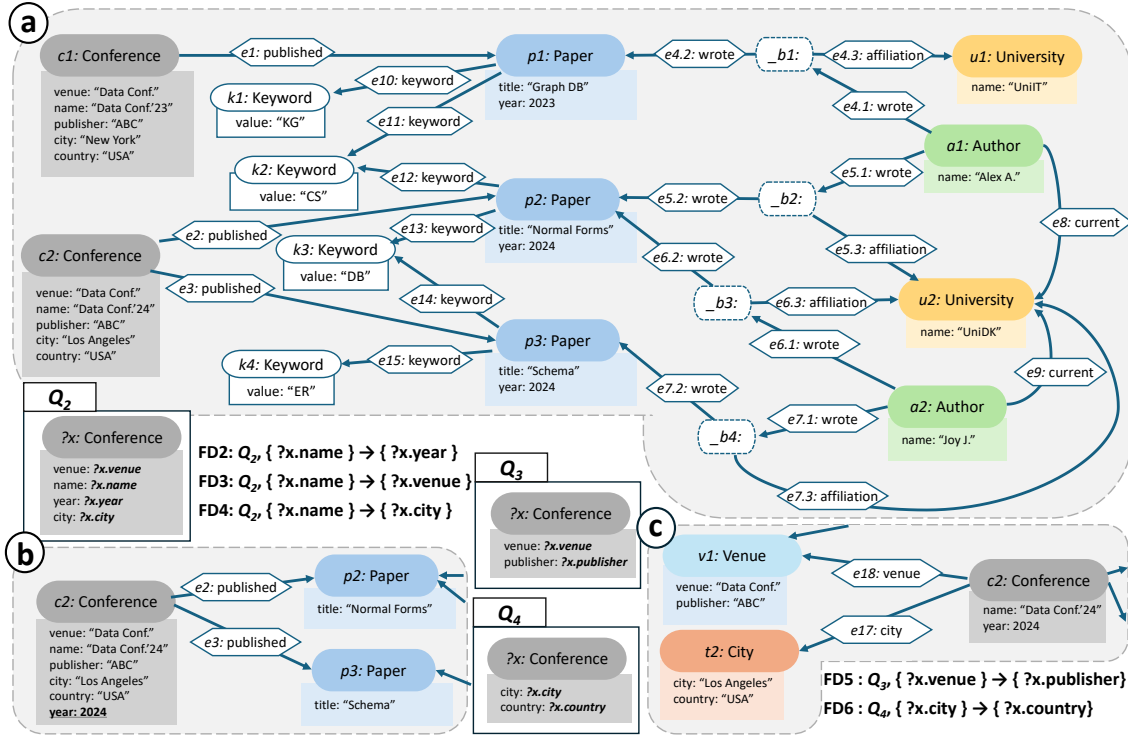 a
c1: Conference
venue: "Data Conf."
name: "Data Conf.'23"
publisher: "ABC"
city: "New York"
country: "USA"
e1: published
p1: Paper
title: "Graph DB"
year: 2023
e4.2: wrote
_b1:
e4.3: affiliation
u1: University
name: "UniIT"
e10: keyword
k1: Keyword
value: "KG"
e11: keyword
e4.1: wrote
k2: Keyword
value: "CS"
e12: keyword
a1: Author
name: "Alex A."
e5.1: wrote
p2: Paper
title: "Normal Forms"
year: 2024
e5.2: wrote
_b2:
e8: current
e2: published
e13: keyword
k3: Keyword
value: "DB"
c2: Conference
venue: "Data Conf."
name: "Data Conf.'24"
publisher: "ABC"
city: "Los Angeles"
country: "USA"
e3: published
e5.3: affiliation
e6.2: wrote
e14: keyword
_b3:
e6.3: affiliation
u2: University
name: "UniDK"
e6.1: wrote
p3: Paper
title: "Schema"
year: 2024
k4: Keyword
value: "ER"
e15: keyword
e9: current
e7.2: wrote
a2: Author
name: "Joy J."
e7.1: wrote
_b4:
e7.3: affiliation
Q2
?x: Conference
venue: ?x.venue
name: ?x.name
year: ?x.year
city: ?x.city
FD2: Q2, { ?x.name } → { ?x.year }
FD3: Q2, { ?x.name } → { ?x.venue }
FD4: Q2, { ?x.name } → { ?x.city }
Q3
?x: Conference
venue: ?x.venue
publisher: ?x.publisher
b
c2: Conference
venue: "Data Conf."
name: "Data Conf.'24"
publisher: "ABC"
city: "Los Angeles"
country: "USA"
year: 2024
e2: published
p2: Paper
title: "Normal Forms"
e3: published
p3: Paper
title: "Schema"
Q4
?x: Conference
city: ?x.city
country: ?x.country
c
v1: Venue
venue: "Data Conf."
publisher: "ABC"
e18: venue
c2: Conference
name: "Data Conf.'24"
year: 2024
e17: city
t2: City
city: "Los Angeles"
country: "USA"
FD5 : Q3, { ?x.venue } → { ?x.publisher}
FD6 : Q4, { ?x.city } → { ?x.country}